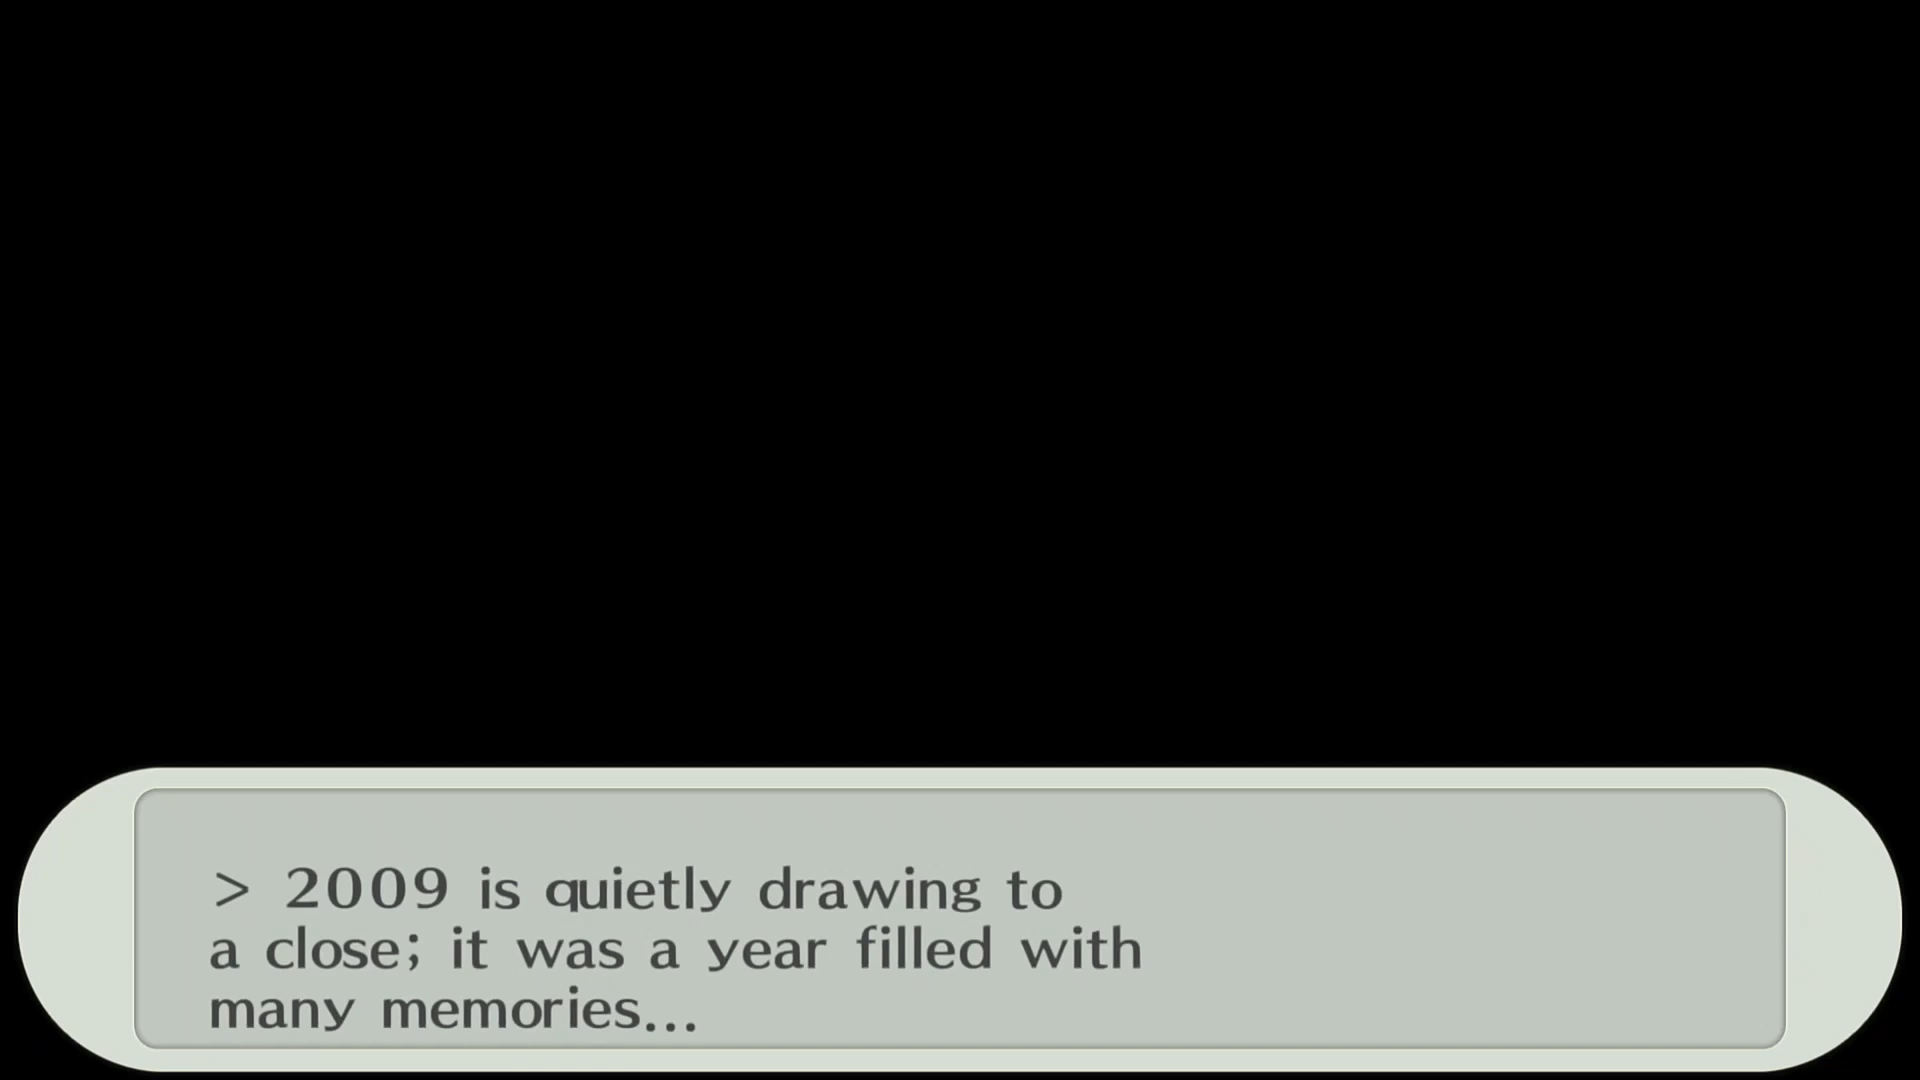 > 2009 is quietly drawing to
a close; it was a year filled with
many memories...